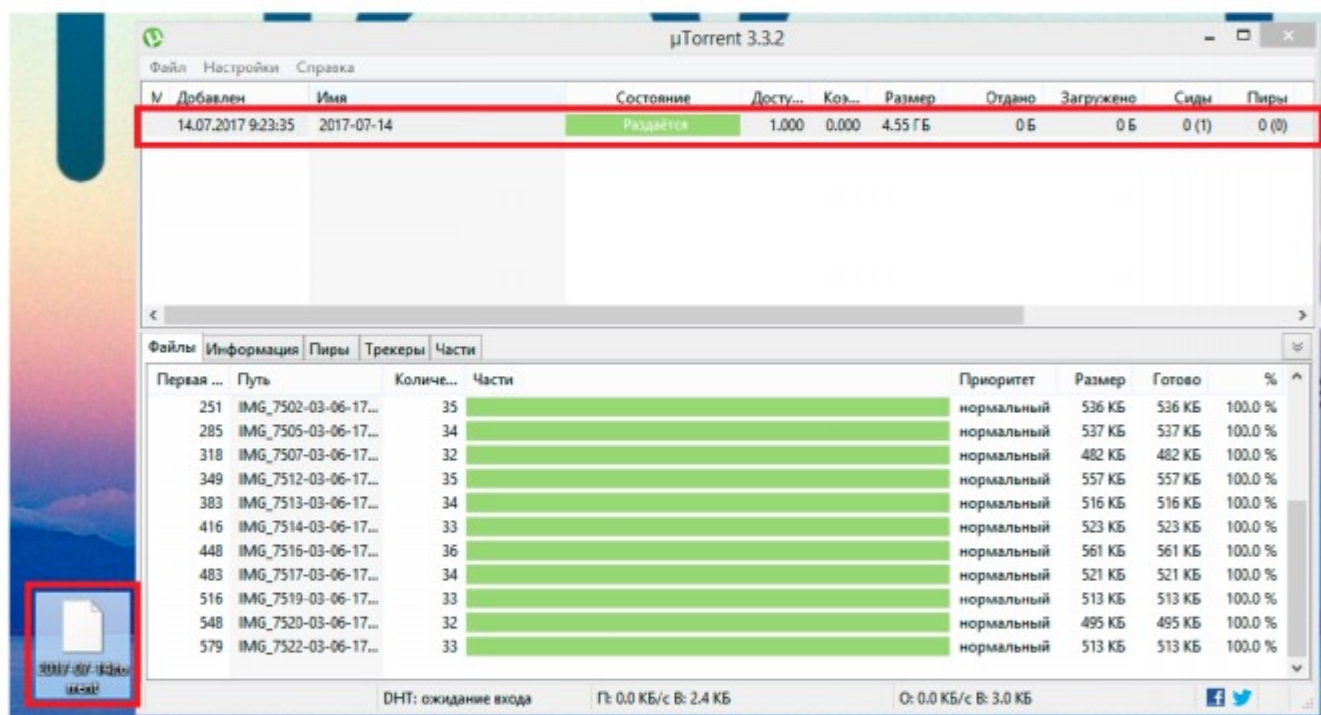 µTorrent 3.3.2
Файл Настройки Справка
№ Добавлен Имя Состояние Досту... Коэ... Размер Отдано Загружено Сиды Пиры
14.07.2017 9:23:35 2017-07-14 Раздаётся 1.000 0.000 4.55 ГБ 0 Б 0 Б 0 (1) 0 (0)
Файлы Информация Пиры Трекеры Части
Первая ... Путь Количе... Части Приоритет Размер Готово %
251 IMG_7502-03-06-17... 35 нормальный 536 КБ 536 КБ 100.0 %
285 IMG_7505-03-06-17... 34 нормальный 537 КБ 537 КБ 100.0 %
318 IMG_7507-03-06-17... 32 нормальный 482 КБ 482 КБ 100.0 %
349 IMG_7512-03-06-17... 35 нормальный 557 КБ 557 КБ 100.0 %
383 IMG_7513-03-06-17... 34 нормальный 516 КБ 516 КБ 100.0 %
416 IMG_7514-03-06-17... 33 нормальный 523 КБ 523 КБ 100.0 %
448 IMG_7516-03-06-17... 36 нормальный 561 КБ 561 КБ 100.0 %
483 IMG_7517-03-06-17... 34 нормальный 521 КБ 521 КБ 100.0 %
516 IMG_7519-03-06-17... 33 нормальный 513 КБ 513 КБ 100.0 %
548 IMG_7520-03-06-17... 32 нормальный 495 КБ 495 КБ 100.0 %
579 IMG_7522-03-06-17... 33 нормальный 513 КБ 513 КБ 100.0 %
2017-07-14.to
rrent
DHT: ожидание входа П: 0.0 КБ/с В: 2.4 КБ О: 0.0 КБ/с В: 3.0 КБ